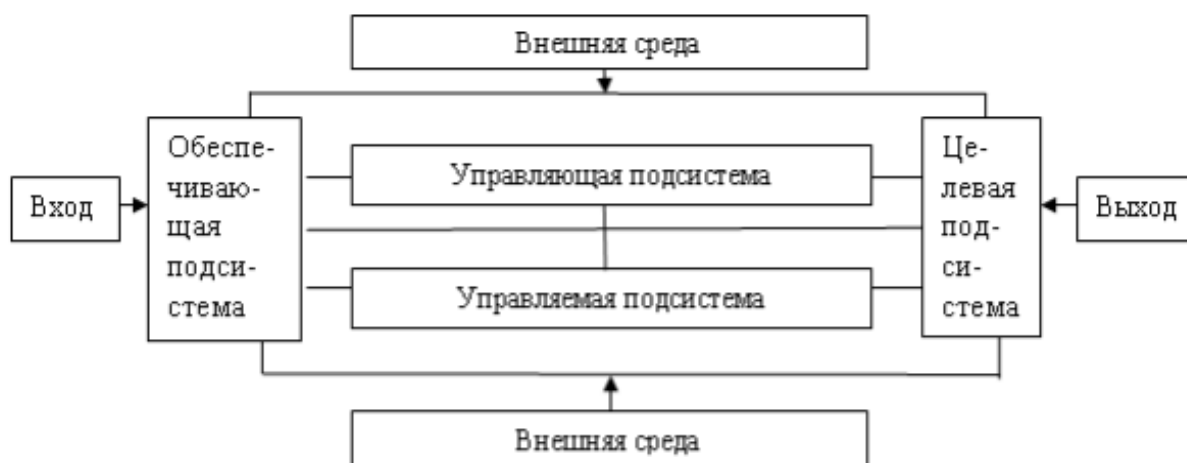 Внешняя среда
Вход
Обеспе-
чиваю-
щая
подси-
стема
Управляющая подсистема
Управляемая подсистема
Це-
левая
под-
си-
стема
Выход
Внешняя среда